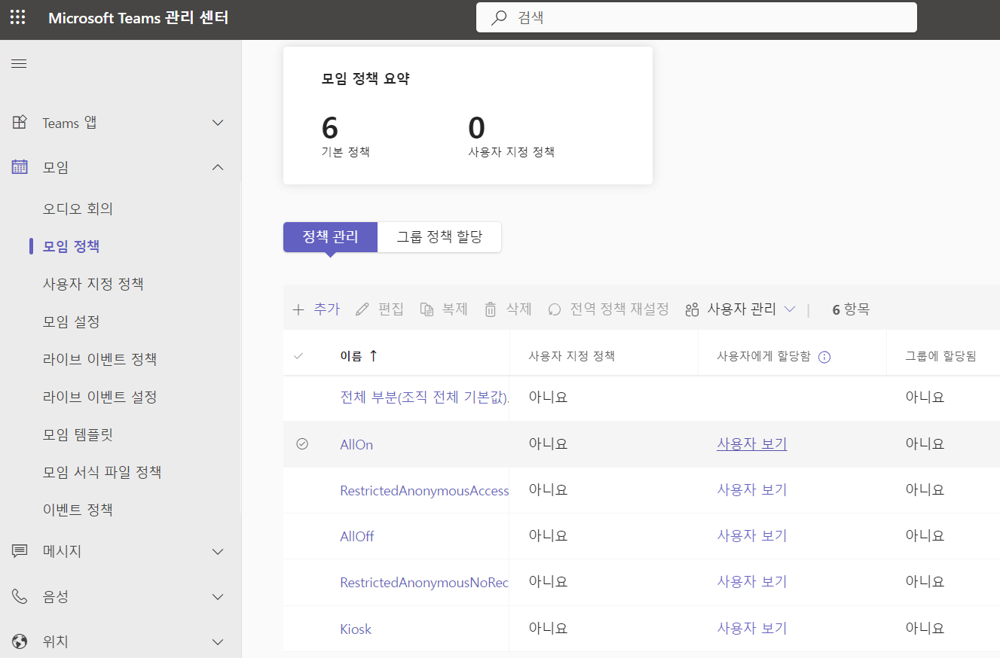 Microsoft Teams 관리 센터
검색
Teams 앱
모임
오디오 회의
모임 정책
사용자 지정 정책
모임 설정
라이브 이벤트 정책
라이브 이벤트 설정
모임 템플릿
모임 서식 파일 정책
이벤트 정책
메시지
음성
위치
모임 정책 요약
6 0
기본 정책 사용자 지정 정책
정책 관리 그룹 정책 할당
추가 편집 복제 삭제 전역 정책 재설정 사용자 관리 | 6 항목
이름 ↑ 사용자 지정 정책 사용자에게 할당함 그룹에 할당됨
전체 부분(조직 전체 기본값). 아니요 아니요
AllOn 아니요 사용자 보기 아니요
RestrictedAnonymousAccess 아니요 사용자 보기 아니요
AllOff 아니요 사용자 보기 아니요
RestrictedAnonymousNoRec 아니요 사용자 보기 아니요
Kiosk 아니요 사용자 보기 아니요